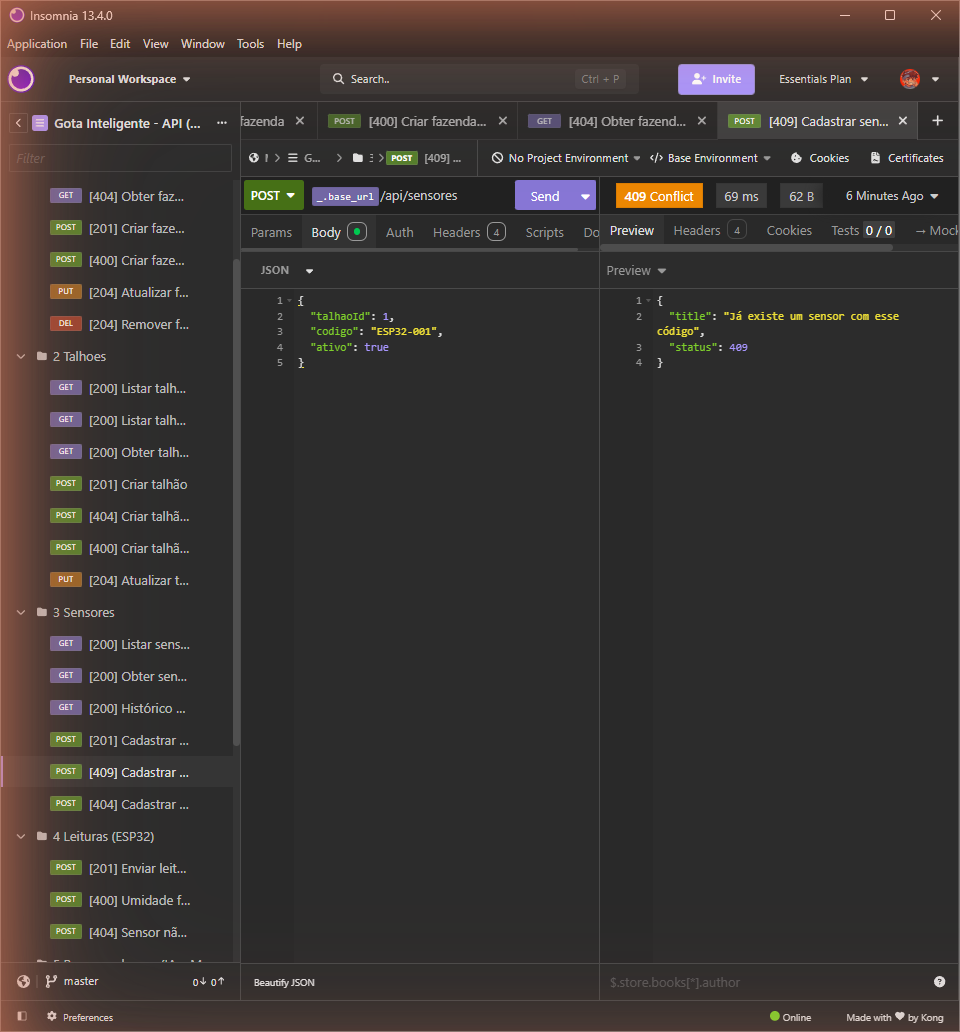 Insomnia 13.4.0
Application File Edit View Window Tools Help
Personal Workspace
Search..
Ctrl + P
Invite
Essentials Plan
Gota Inteligente - API (...
fazenda
POST [400] Criar fazenda...
GET [404] Obter fazend...
POST [409] Cadastrar sen...
Filter
G...
POST [409] ...
No Project Environment
Base Environment
Cookies
Certificates
GET [404] Obter faz...
POST [201] Criar faze...
POST [400] Criar faze...
PUT [204] Atualizar f...
DEL [204] Remover f...
2 Talhoes
GET [200] Listar talh...
GET [200] Listar talh...
GET [200] Obter talh...
POST [201] Criar talhão
POST [404] Criar talhã...
POST [400] Criar talhã...
PUT [204] Atualizar t...
3 Sensores
GET [200] Listar sens...
GET [200] Obter sen...
GET [200] Histórico ...
POST [201] Cadastrar ...
POST [409] Cadastrar ...
POST [404] Cadastrar ...
4 Leituras (ESP32)
POST [201] Enviar leit...
POST [400] Umidade f...
POST [404] Sensor nã...
master
0↓ 0↑
POST
_.base_url /api/sensores
Send
Params Body Auth Headers 4 Scripts Do
JSON
1 {
2 "talhaoId": 1,
3 "codigo": "ESP32-001",
4 "ativo": true
5 }
Beautify JSON
409 Conflict 69 ms 62 B 6 Minutes Ago
Preview Headers 4 Cookies Tests 0 / 0 → Mock
Preview
1 {
2 "title": "Já existe um sensor com esse
código",
3 "status": 409
4 }
$.store.books[*].author
Preferences
Online
Made with ❤ by Kong